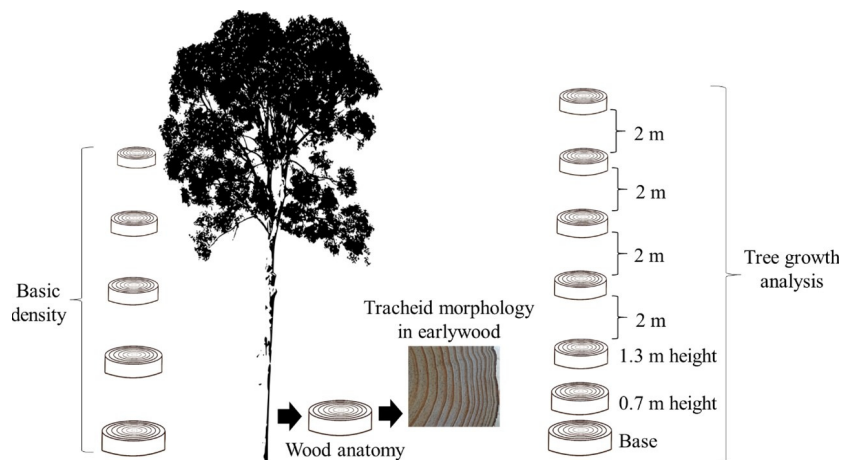 Basic
density
Tracheid morphology
in earlywood
Wood anatomy
2 m
2 m
2 m
2 m
1.3 m height
0.7 m height
Base
Tree growth
analysis